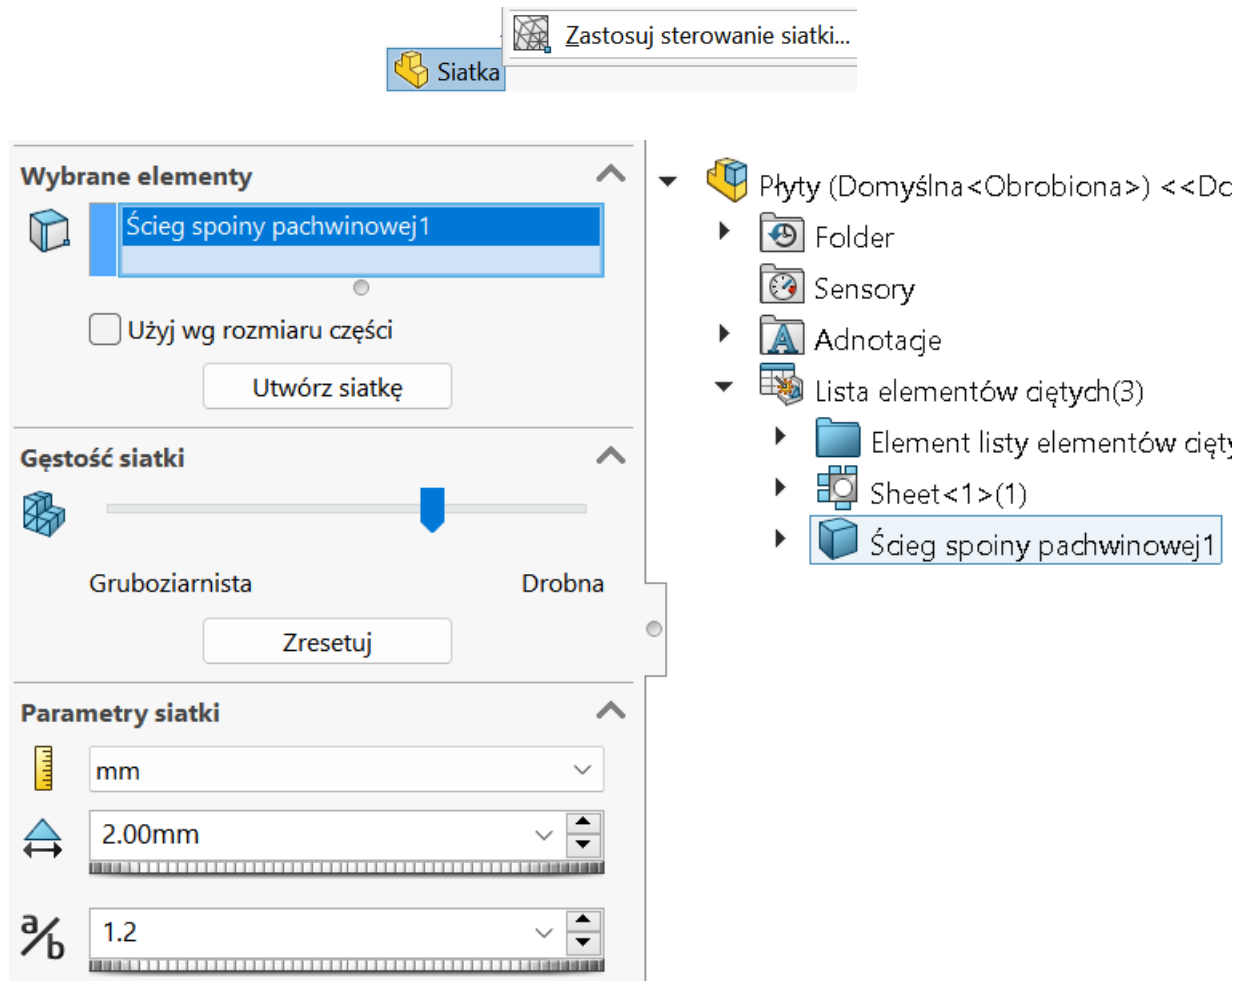 Zastosuj sterowanie siatki...
Siatka
Wybrane elementy
Ścieg spoiny pachwinowej1
Użyj wg rozmiaru części
Utwórz siatkę
Gęstość siatki
Gruboziarnista Drobna
Zresetuj
Parametry siatki
mm
2.00mm
a/b
1.2
Płyty (Domyślna<Obrobiona>) <<Do
Folder
Sensory
A Adnotacje
Lista elementów ciętych(3)
Element listy elementów cięty
Sheet<1>(1)
Ścieg spoiny pachwinowej1